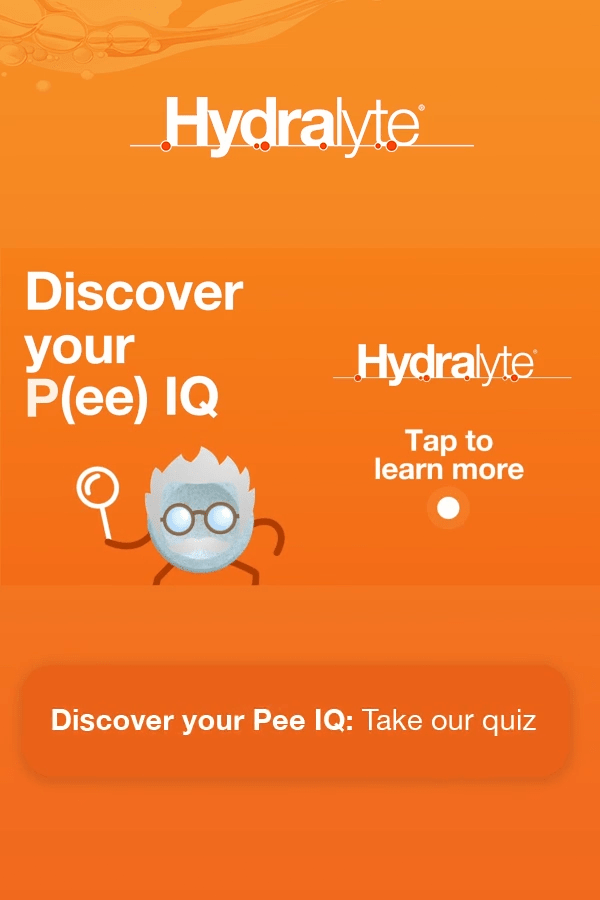 Hydralyte®
Discover
your
P(ee) IQ
Hydralyte®
Tap to
learn more
Discover your Pee IQ: Take our quiz